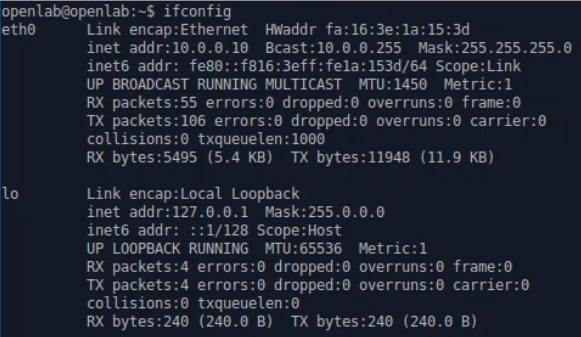 openlab@openlab:~$ ifconfig
eth0      Link encap:Ethernet  HWaddr fa:16:3e:1a:15:3d
          inet addr:10.0.0.10  Bcast:10.0.0.255  Mask:255.255.255.0
          inet6 addr: fe80::f816:3eff:fe1a:153d/64 Scope:Link
          UP BROADCAST RUNNING MULTICAST  MTU:1450  Metric:1
          RX packets:55 errors:0 dropped:0 overruns:0 frame:0
          TX packets:106 errors:0 dropped:0 overruns:0 carrier:0
          collisions:0 txqueuelen:1000
          RX bytes:5495 (5.4 KB)  TX bytes:11948 (11.9 KB)

lo        Link encap:Local Loopback
          inet addr:127.0.0.1  Mask:255.0.0.0
          inet6 addr: ::1/128 Scope:Host
          UP LOOPBACK RUNNING  MTU:65536  Metric:1
          RX packets:4 errors:0 dropped:0 overruns:0 frame:0
          TX packets:4 errors:0 dropped:0 overruns:0 carrier:0
          collisions:0 txqueuelen:0
          RX bytes:240 (240.0 B)  TX bytes:240 (240.0 B)